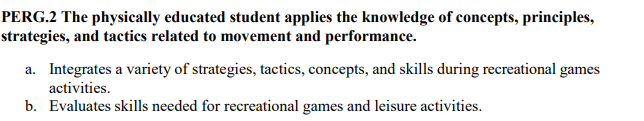 PERG.2 The physically educated student applies the knowledge of concepts, principles,
strategies, and tactics related to movement and performance.
a. Integrates a variety of strategies, tactics, concepts, and skills during recreational games
activities.
b. Evaluates skills needed for recreational games and leisure activities.